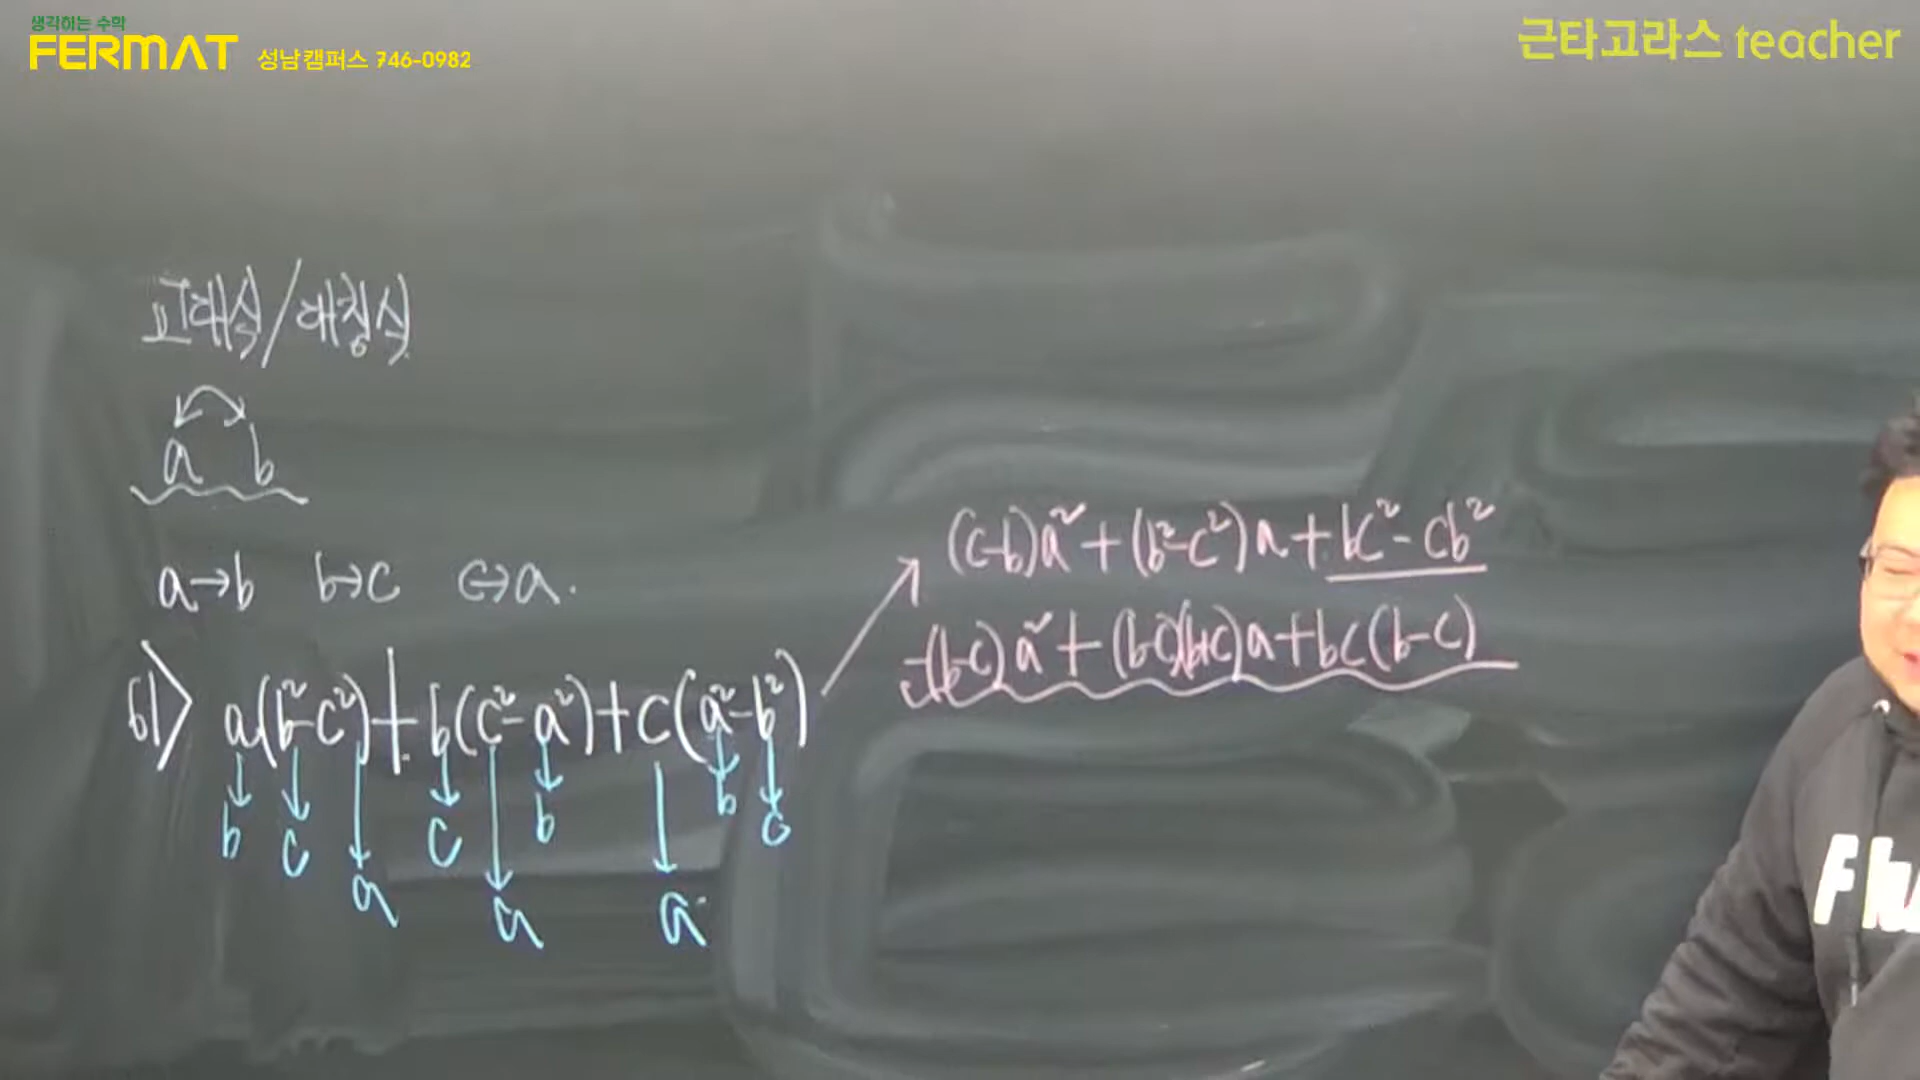 생각하는 수학
FERMAT 성남캠퍼스 746-0982
근타고라스 teacher
교대식/대칭식
a b
a→b b→c c→a.
(c-b)a²+(b²-c²)a+bc²-cb²
-(b-c)a²+(b-c)(b+c)a+bc(b-c)
61) a(b²-c²)+b(c²-a²)+c(a²-b²)
b c a c a b a b c
Flu